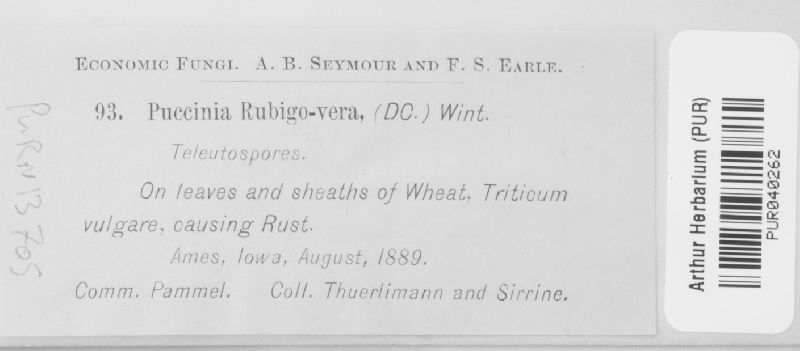 ECONOMIC FUNGI. A. B. SEYMOUR AND F. S. EARLE.
93. Puccinia Rubigo-vera, (DC.) Wint.
Teleutospores.
On leaves and sheaths of Wheat, Triticum
vulgare, causing Rust.
Ames, Iowa, August, 1889.
Comm. Pammel. Coll. Thuerlimann and Sirrine.
PURN13705
Arthur Herbarium (PUR)
PUR040262